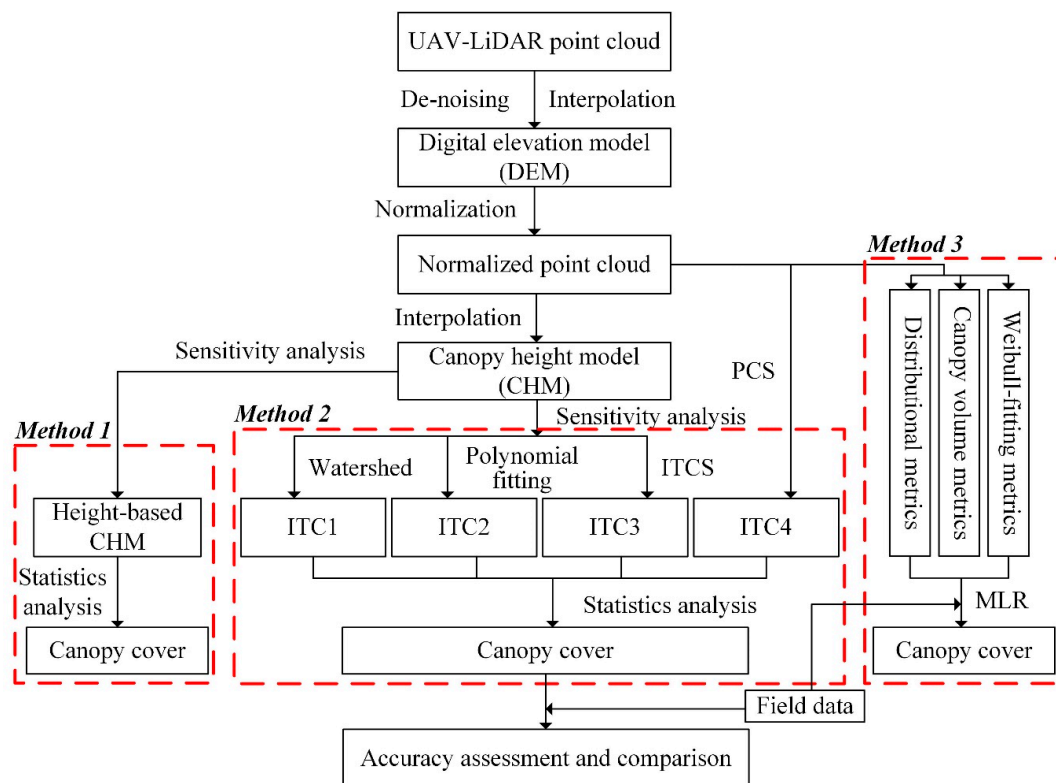 UAV-LiDAR point cloud
De-noising
Interpolation
Digital elevation model
(DEM)
Normalization
Normalized point cloud
Interpolation
Canopy height model
(CHM)
Sensitivity analysis
Sensitivity analysis
PCS
Method 1
Height-based
CHM
Statistics
analysis
Canopy cover
Method 2
Watershed
Polynomial
fitting
ITCS
ITC1
ITC2
ITC3
ITC4
Statistics analysis
Canopy cover
Method 3
Distributional metrics
Canopy volume metrics
Weibull-fitting metrics
MLR
Canopy cover
Field data
Accuracy assessment and comparison